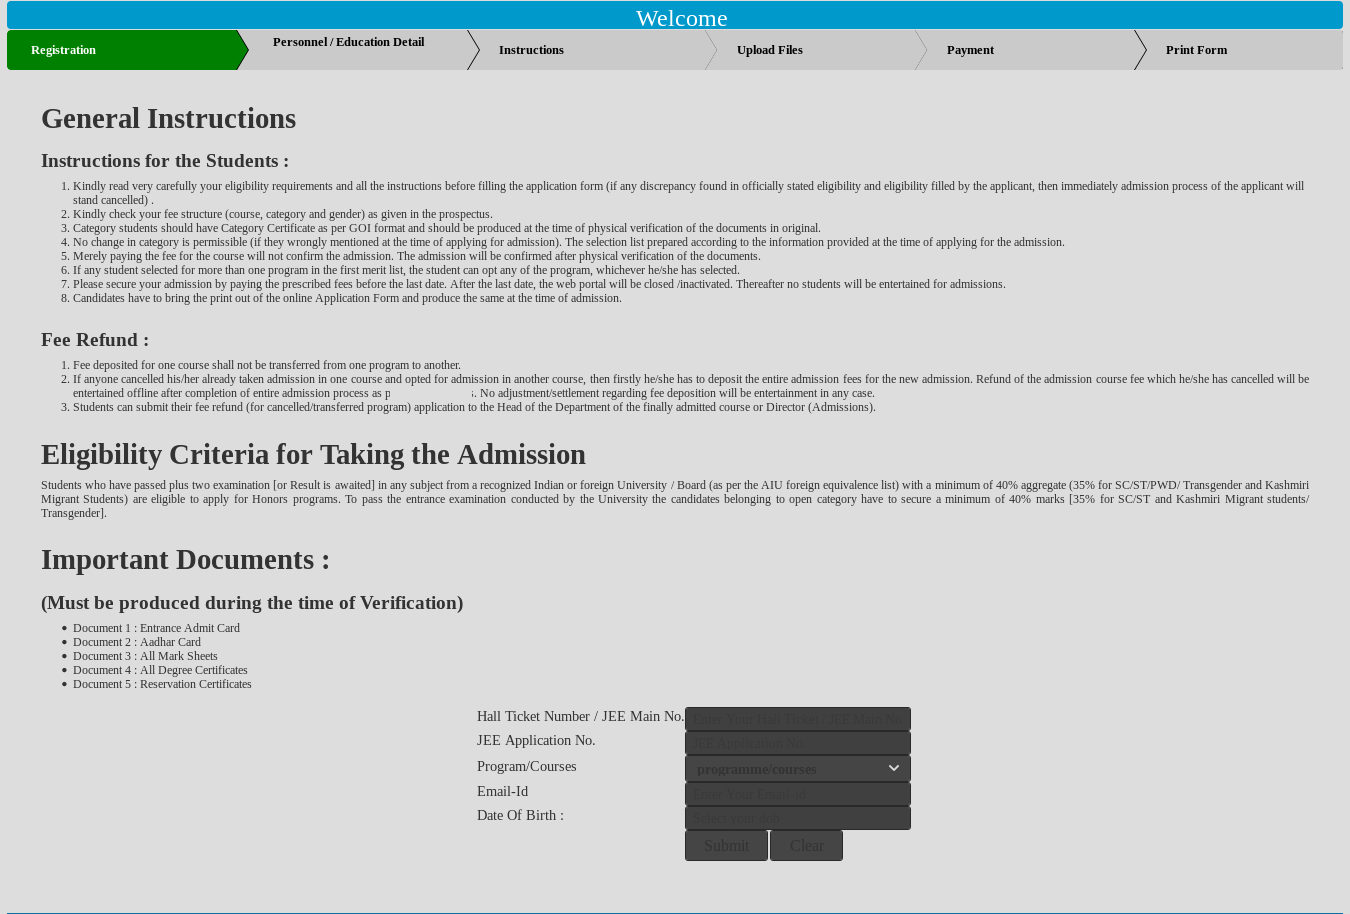 Welcome
Registration
Personnel / Education Detail
Instructions
Upload Files
Payment
Print Form
General Instructions
Instructions for the Students :
1. Kindly read very carefully your eligibility requirements and all the instructions before filling the application form (if any discrepancy found in officially stated eligibility and eligibility filled by the applicant, then immediately admission process of the applicant will
stand cancelled) .
2. Kindly check your fee structure (course, category and gender) as given in the prospectus.
3. Category students should have Category Certificate as per GOI format and should be produced at the time of physical verification of the documents in original.
4. No change in category is permissible (if they wrongly mentioned at the time of applying for admission). The selection list prepared according to the information provided at the time of applying for the admission.
5. Merely paying the fee for the course will not confirm the admission. The admission will be confirmed after physical verification of the documents.
6. If any student selected for more than one program in the first merit list, the student can opt any of the program, whichever he/she has selected.
7. Please secure your admission by paying the prescribed fees before the last date. After the last date, the web portal will be closed /inactivated. Thereafter no students will be entertained for admissions.
8. Candidates have to bring the print out of the online Application Form and produce the same at the time of admission.
Fee Refund :
1. Fee deposited for one course shall not be transferred from one program to another.
2. If anyone cancelled his/her already taken admission in one course and opted for admission in another course, then firstly he/she has to deposit the entire admission fees for the new admission. Refund of the admission course fee which he/she has cancelled will be
entertained offline after completion of entire admission process as No adjustment/settlement regarding fee deposition will be entertainment in any case.
3. Students can submit their fee refund (for cancelled/transferred program) application to the Head of the Department of the finally admitted course or Director (Admissions).
Eligibility Criteria for Taking the Admission
Students who have passed plus two examination [or Result is awaited] in any subject from a recognized Indian or foreign University / Board (as per the AIU foreign equivalence list) with a minimum of 40% aggregate (35% for SC/ST/PWD/ Transgender and Kashmiri
Migrant Students) are eligible to apply for Honors programs. To pass the entrance examination conducted by the University the candidates belonging to open category have to secure a minimum of 40% marks [35% for SC/ST and Kashmiri Migrant students/
Transgender].
Important Documents :
(Must be produced during the time of Verification)
• Document 1 : Entrance Admit Card
• Document 2 : Aadhar Card
• Document 3 : All Mark Sheets
• Document 4 : All Degree Certificates
• Document 5 : Reservation Certificates
Hall Ticket Number / JEE Main No. Enter Your Hall Ticket / JEE Main No
JEE Application No. JEE Application No.
Program/Courses programme/courses
Email-Id Enter Your Email-id
Date Of Birth : Select your dob
Submit Clear